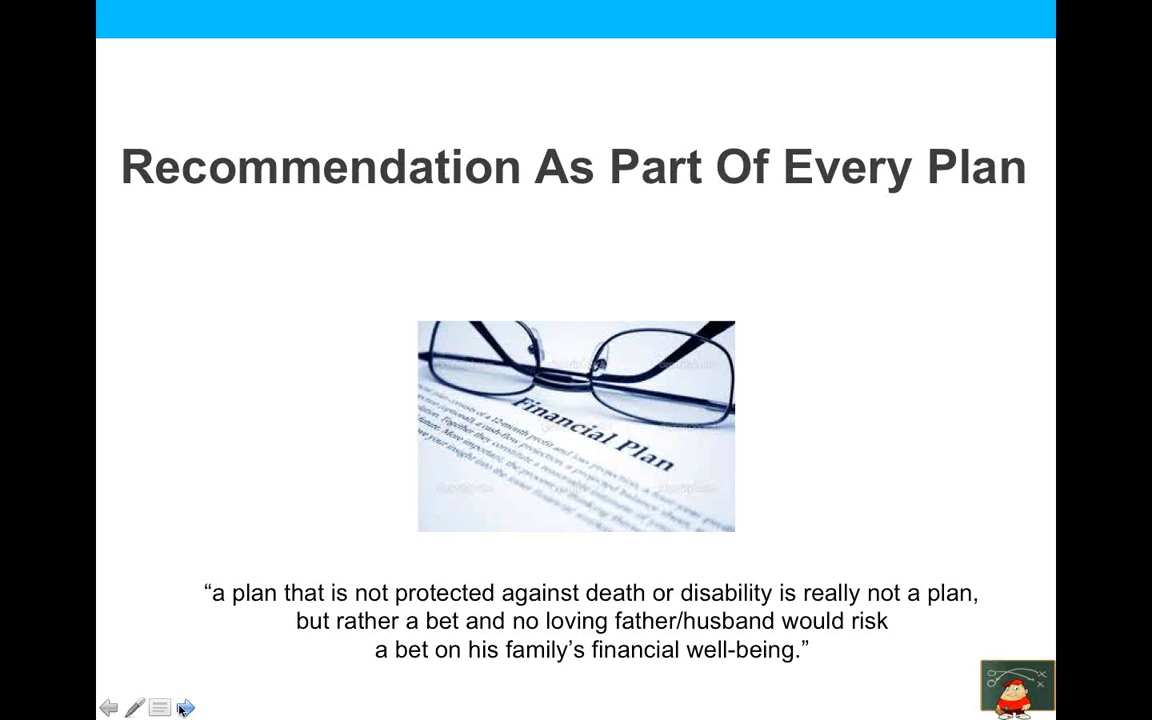 Recommendation As Part Of Every Plan
Financial Plan
“a plan that is not protected against death or disability is really not a plan,
but rather a bet and no loving father/husband would risk
a bet on his family’s financial well-being.”